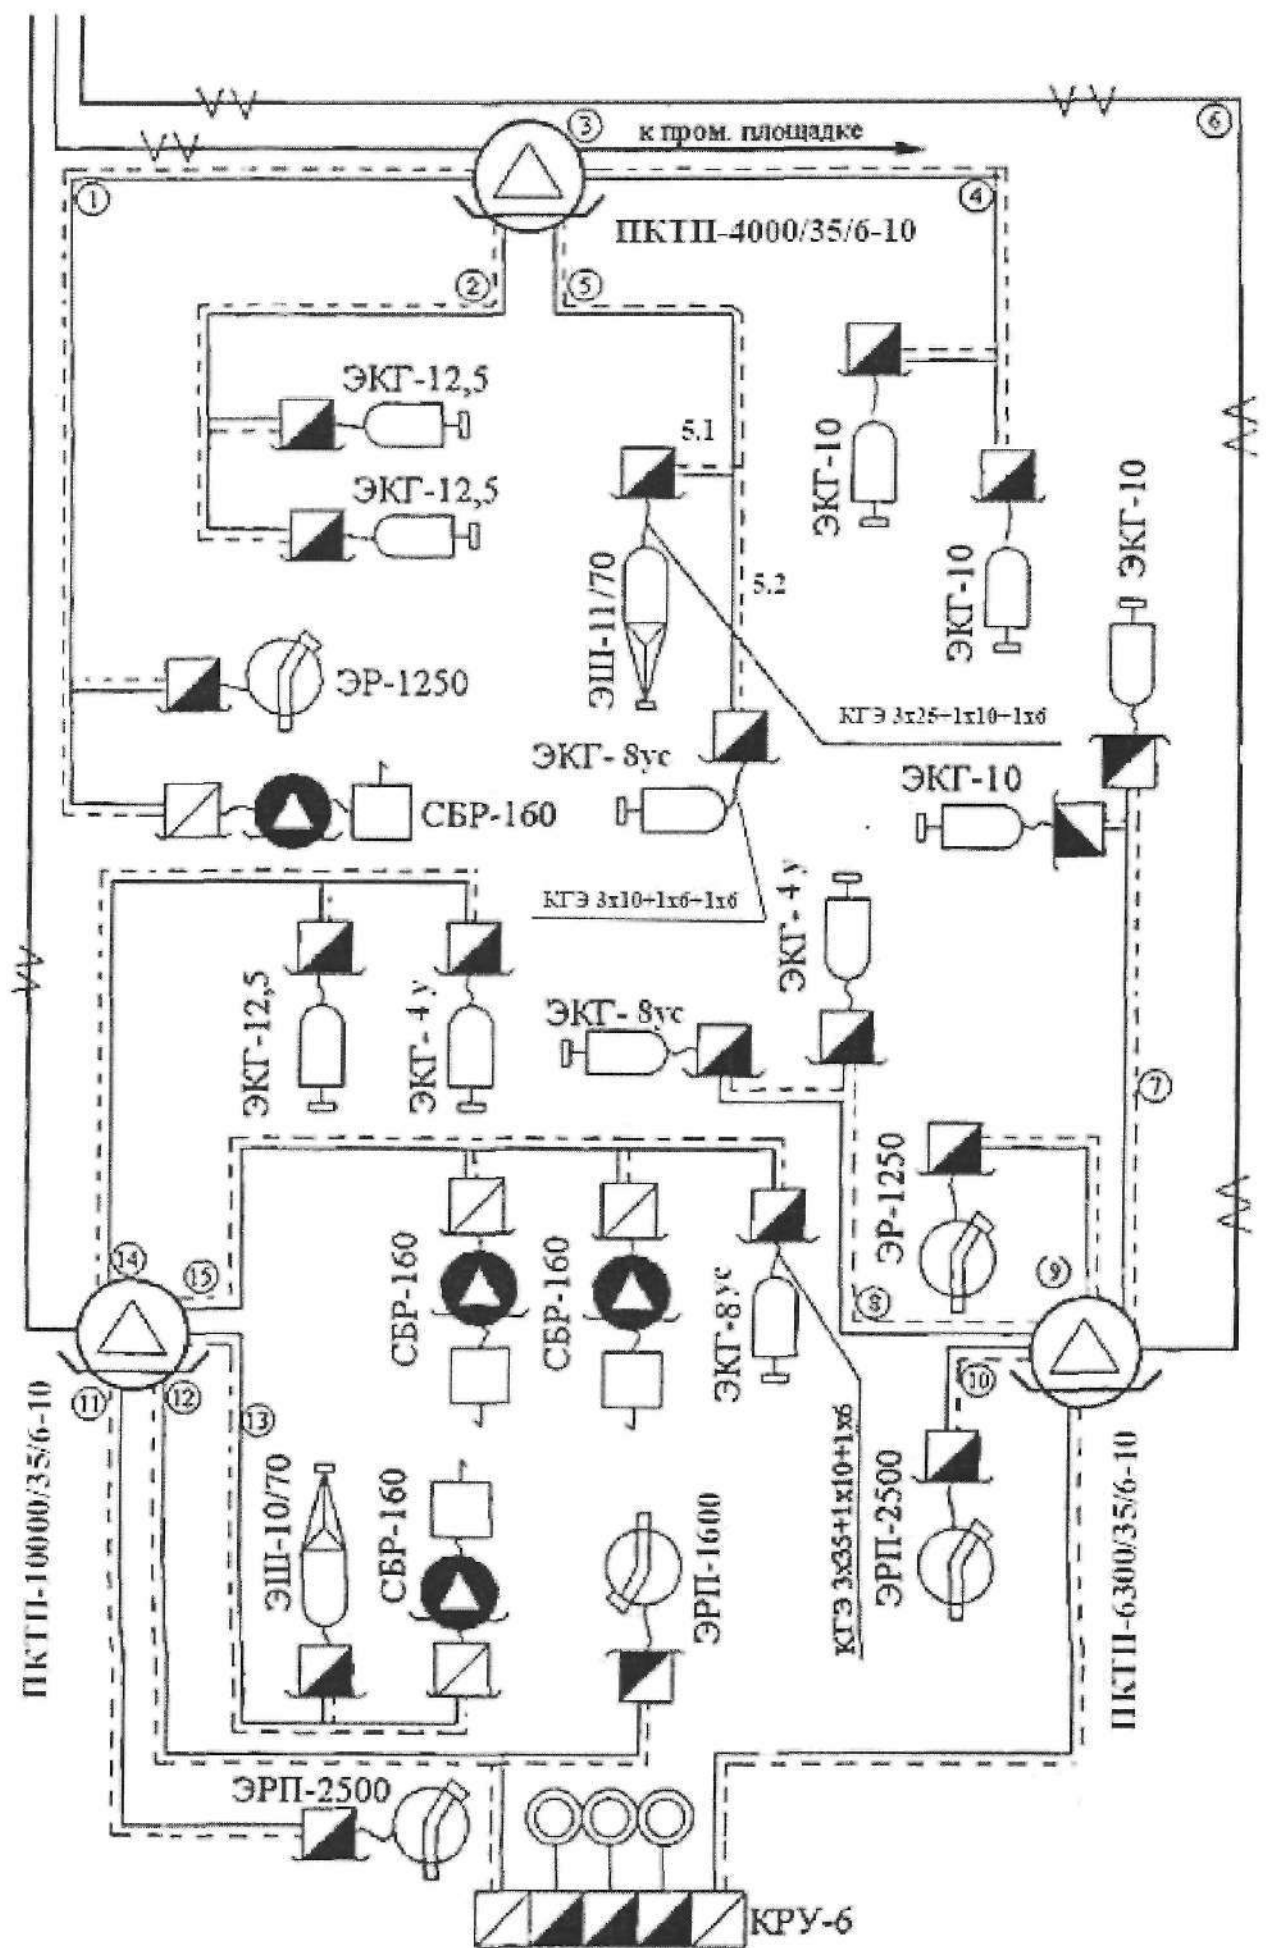 6
3
к пром. площадке
1
4
ПКТП-4000/35/6-10
2
5
ЭКГ-12,5
5.1
ЭКГ-10
ЭКГ-10
ЭКГ-12,5
ЭКГ-10
5.2
ЭШ-11/70
ЭР-1250
КГЭ 3х25+1х10+1х6
ЭКГ- 8ус
ЭКГ-10
СБР-160
КГЭ 3х10+1х6+1х6
ЭКГ- 4 у
ЭКГ-12,5
ЭКГ- 4 у
ЭКГ- 8ус
7
ЭР-1250
14
15
СБР-160
СБР-160
ЭКГ-8ус
8
9
11
12
10
13
ПКТП-10000/35/6-10
ЭШ-10/70
СБР-160
ЭРП-1600
КГЭ 3х35+1х10+1х6
ЭРП-2500
ПКТП-6300/35/6-10
ЭРП-2500
КРУ-6